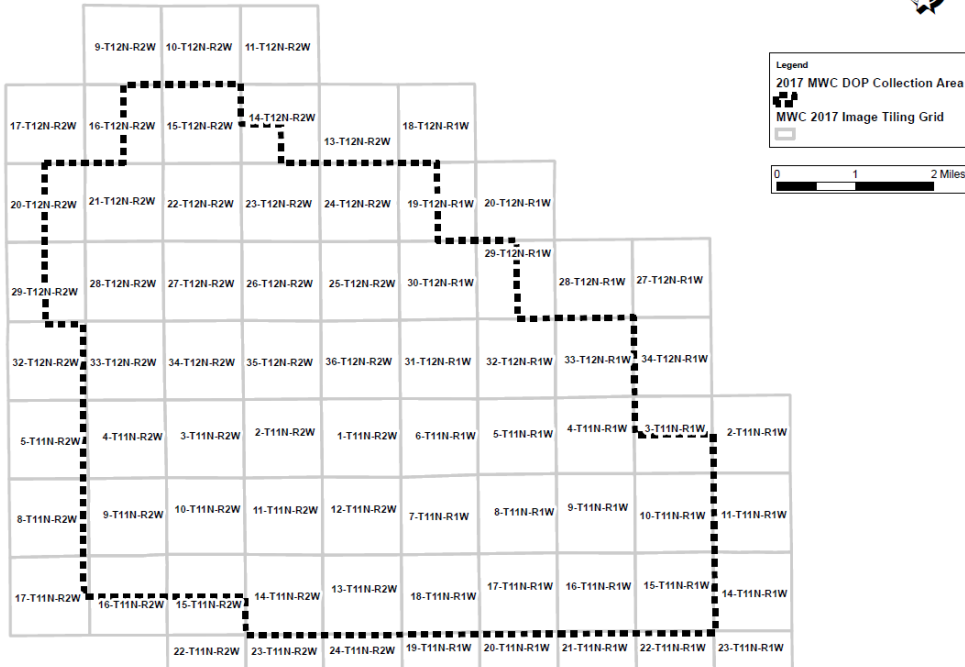 9-T12N-R2W 10-T12N-R2W 11-T12N-R2W
Legend
2017 MWC DOP Collection Area
MWC 2017 Image Tiling Grid
0 1 2 Miles
17-T12N-R2W 16-T12N-R2W 15-T12N-R2W 14-T12N-R2W 13-T12N-R2W 18-T12N-R1W
20-T12N-R2W 21-T12N-R2W 22-T12N-R2W 23-T12N-R2W 24-T12N-R2W 19-T12N-R1W 20-T12N-R1W
29-T12N-R2W 28-T12N-R2W 27-T12N-R2W 26-T12N-R2W 25-T12N-R2W 30-T12N-R1W 29-T12N-R1W 28-T12N-R1W 27-T12N-R1W
32-T12N-R2W 33-T12N-R2W 34-T12N-R2W 35-T12N-R2W 36-T12N-R2W 31-T12N-R1W 32-T12N-R1W 33-T12N-R1W 34-T12N-R1W
5-T11N-R2W 4-T11N-R2W 3-T11N-R2W 2-T11N-R2W 1-T11N-R2W 6-T11N-R1W 5-T11N-R1W 4-T11N-R1W 3-T11N-R1W 2-T11N-R1W
8-T11N-R2W 9-T11N-R2W 10-T11N-R2W 11-T11N-R2W 12-T11N-R2W 7-T11N-R1W 8-T11N-R1W 9-T11N-R1W 10-T11N-R1W 11-T11N-R1W
17-T11N-R2W 16-T11N-R2W 15-T11N-R2W 14-T11N-R2W 13-T11N-R2W 18-T11N-R1W 17-T11N-R1W 16-T11N-R1W 15-T11N-R1W 14-T11N-R1W
22-T11N-R2W 23-T11N-R2W 24-T11N-R2W 19-T11N-R1W 20-T11N-R1W 21-T11N-R1W 22-T11N-R1W 23-T11N-R1W